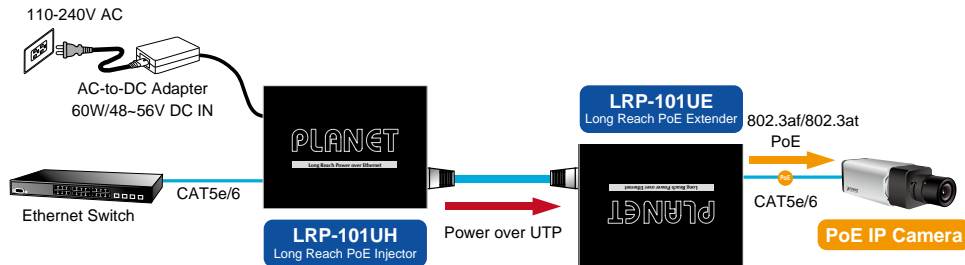 110-240V AC
AC-to-DC Adapter
60W/48~56V DC IN
PLANET
Long Reach Power over Ethernet
LRP-101UE
Long Reach PoE Extender
802.3af/802.3at
PoE
PLANET
Long Reach Power over Ethernet
CAT5e/6
Ethernet Switch
LRP-101UH
Long Reach PoE Injector
Power over UTP
PoE
CAT5e/6
PoE IP Camera